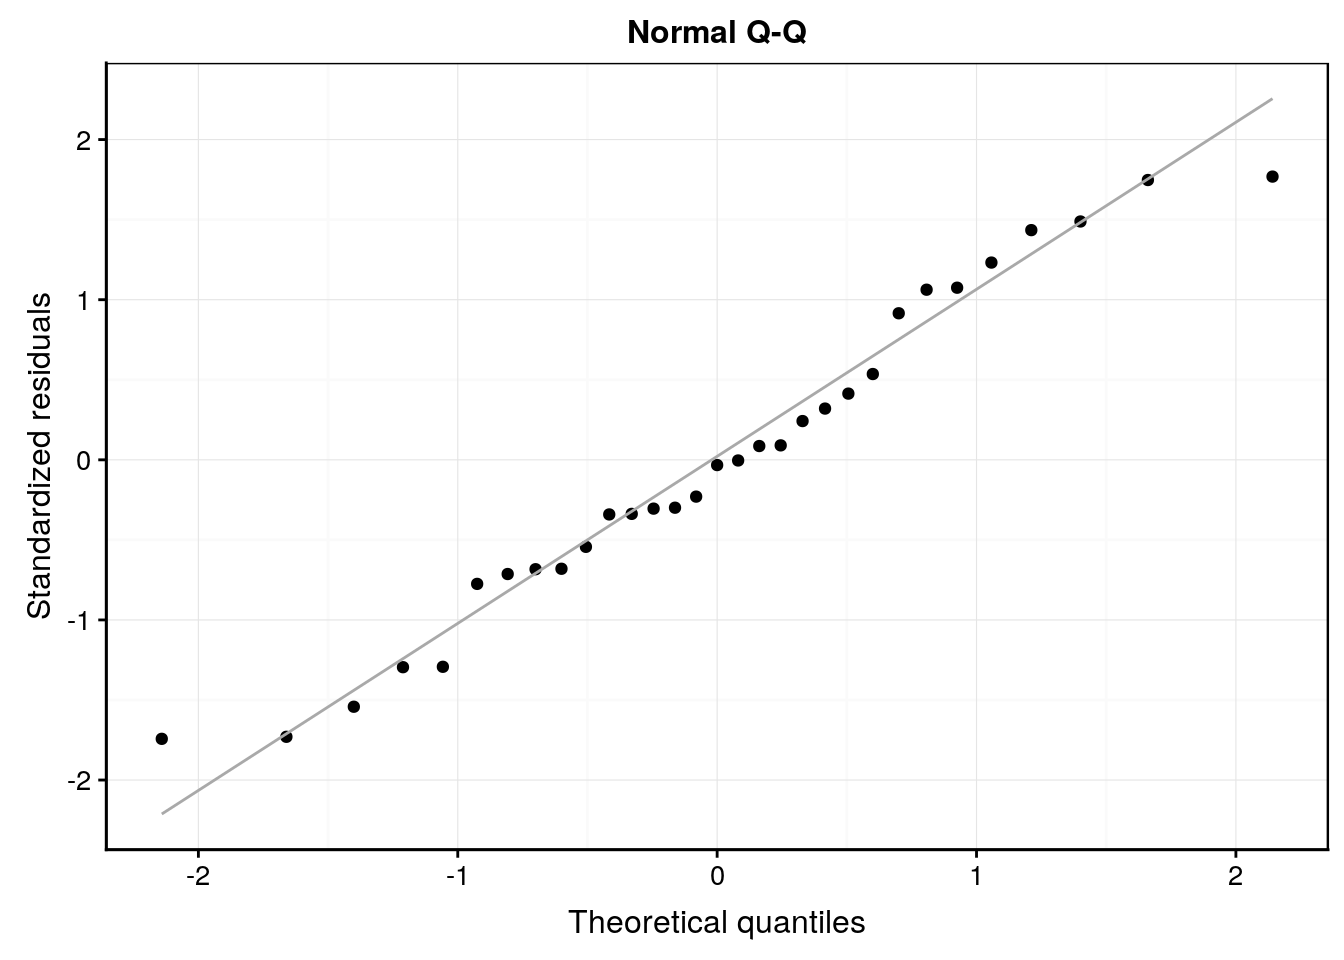 Normal Q-Q
2
1
0
-1
-2
Standardized residuals
-2 -1 0 1 2
Theoretical quantiles